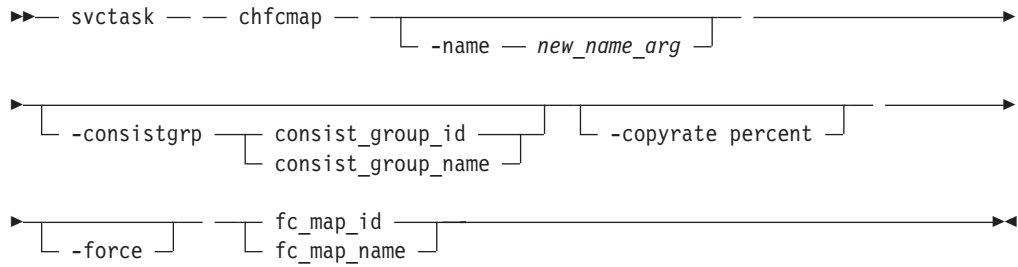 svctask chfcmap
-name new_name_arg
-consistgrp consist_group_id
consist_group_name
-copyrate percent
-force fc_map_id
fc_map_name